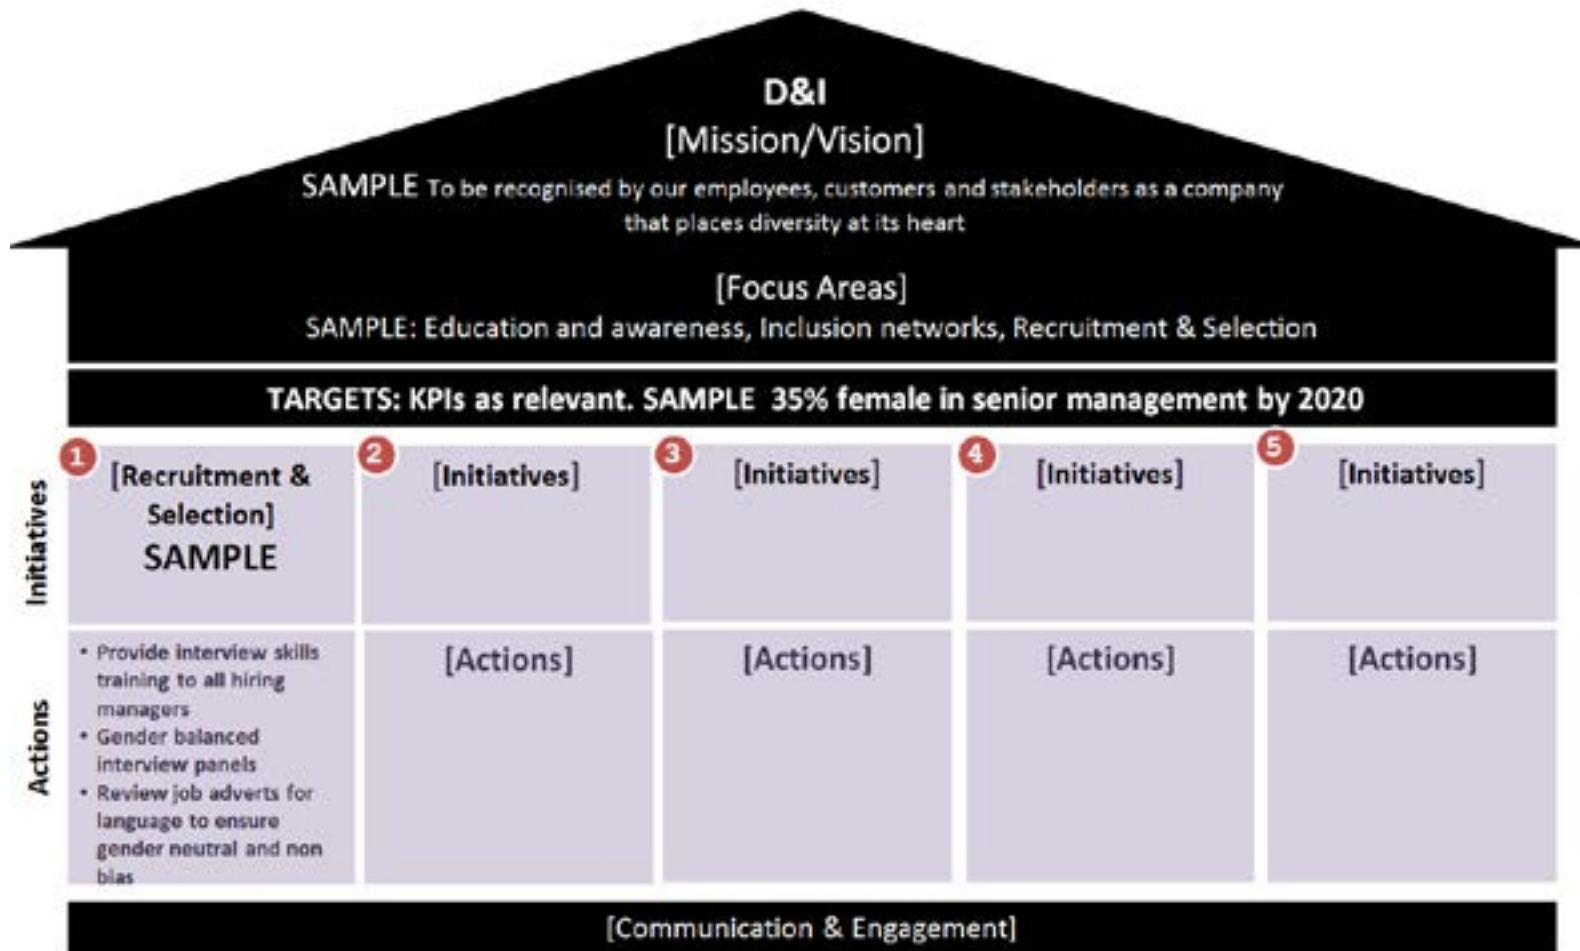 D&I
[Mission/Vision]
SAMPLE To be recognised by our employees, customers and stakeholders as a company
that places diversity at its heart
[Focus Areas]
SAMPLE: Education and awareness, Inclusion networks, Recruitment & Selection
TARGETS: KPIs as relevant. SAMPLE 35% female in senior management by 2020
Initiatives
1
[Recruitment &
Selection]
SAMPLE
2
[Initiatives]
3
[Initiatives]
4
[Initiatives]
5
[Initiatives]
Actions
• Provide interview skills
training to all hiring
managers
• Gender balanced
interview panels
• Review job adverts for
language to ensure
gender neutral and non
bias
[Actions]
[Actions]
[Actions]
[Actions]
[Communication & Engagement]